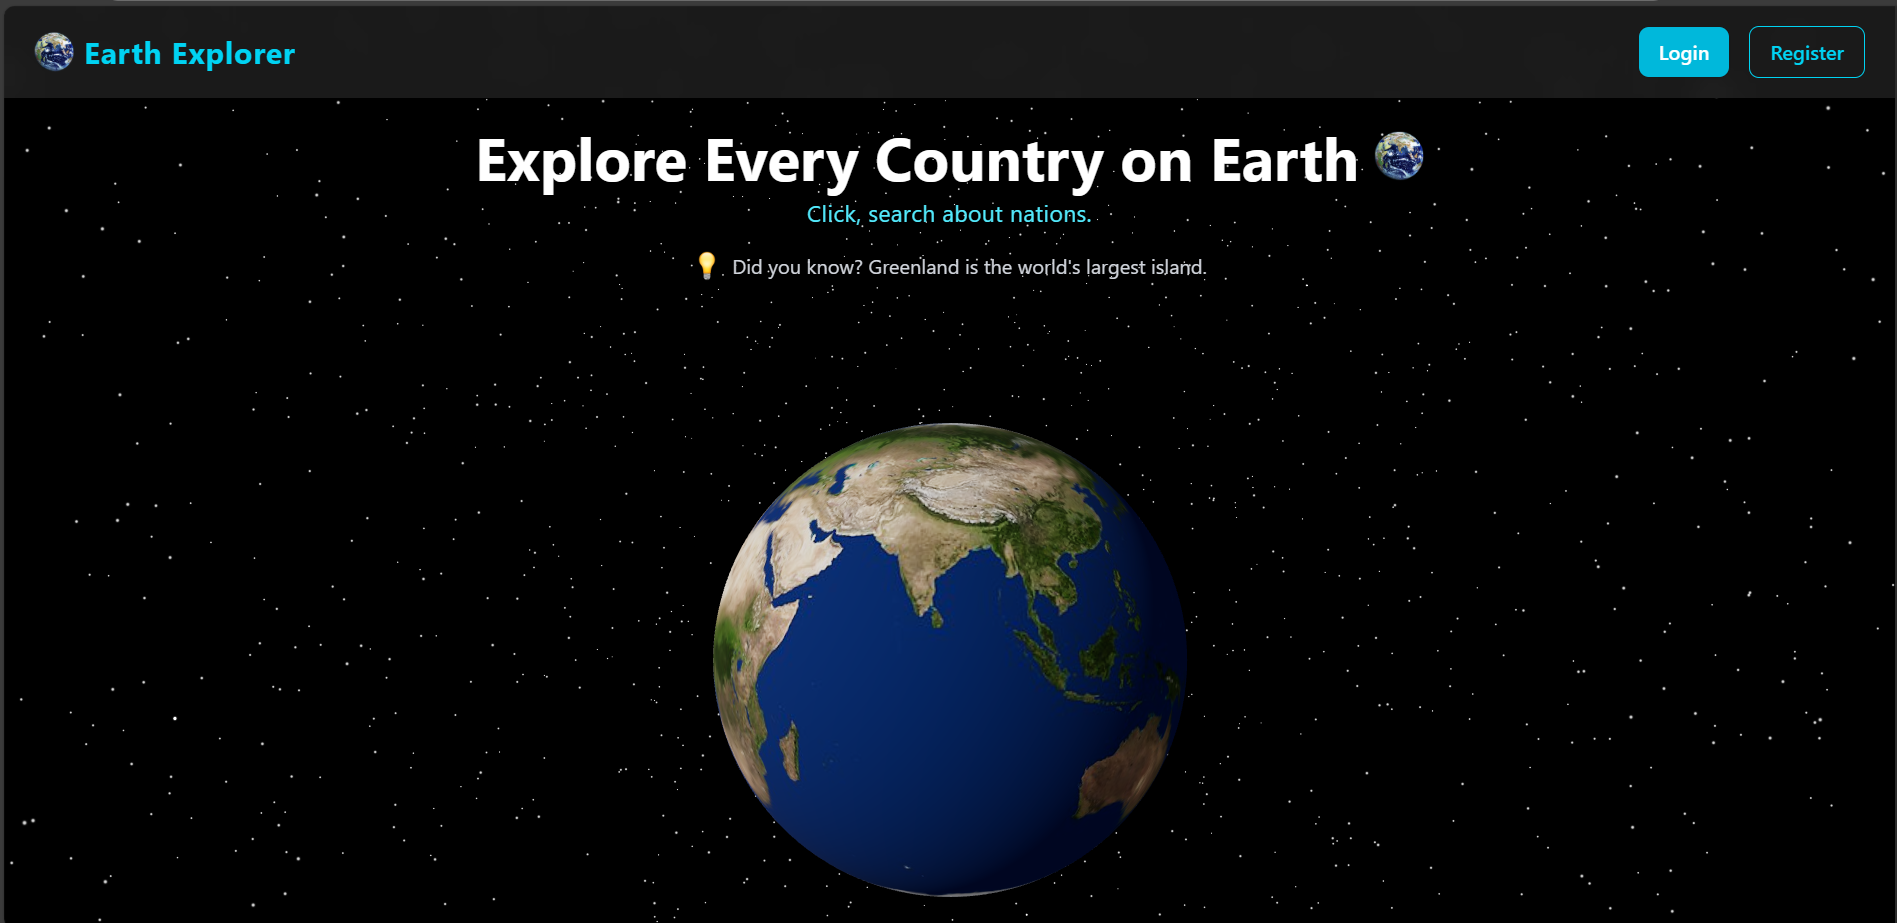 Earth Explorer
Login
Register
Explore Every Country on Earth
Click, search about nations.
Did you know? Greenland is the world's largest island.